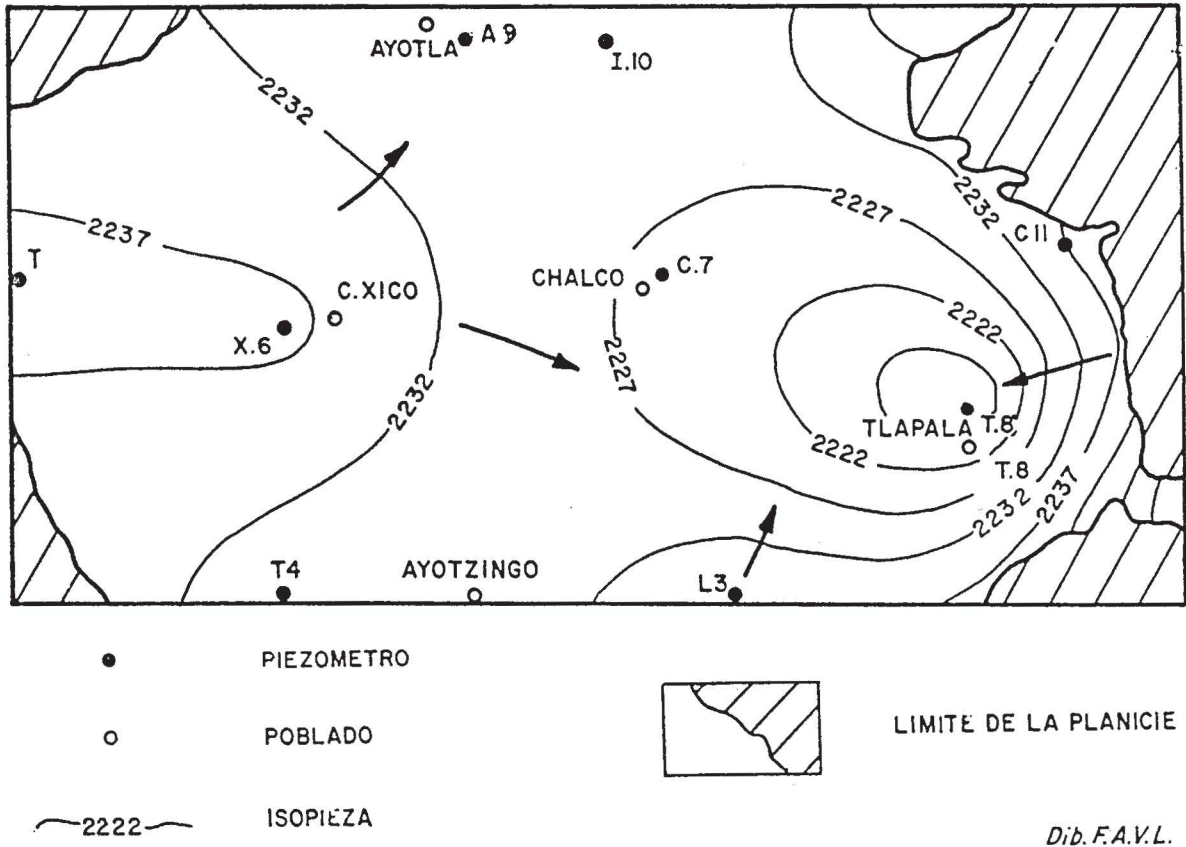 AYOTLA
A 9
I.10
2232
2232
2227
2237
T
C 11
CHALCO
C.7
C. XICO
X.6
2222
2227
2232
TLAPALA
T.8
2222
T.8
2232
2237
T4
AYOTZINGO
L3
PIEZOMETRO
POBLADO
LIMITE DE LA PLANICIE
2222
ISOPIEZA
Dib. F.A.V.L.